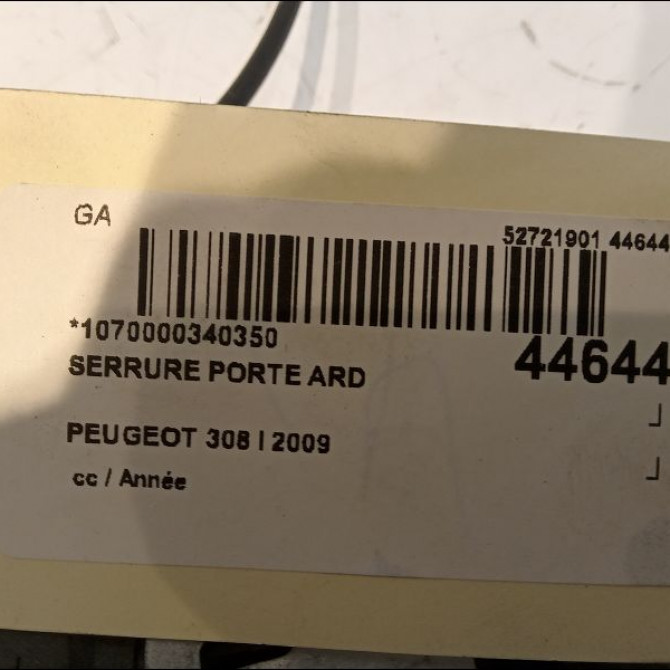 GA
52721901 44644
*1070000340350
44644
SERRURE PORTE ARD
PEUGEOT 308 I 2009
cc / Année